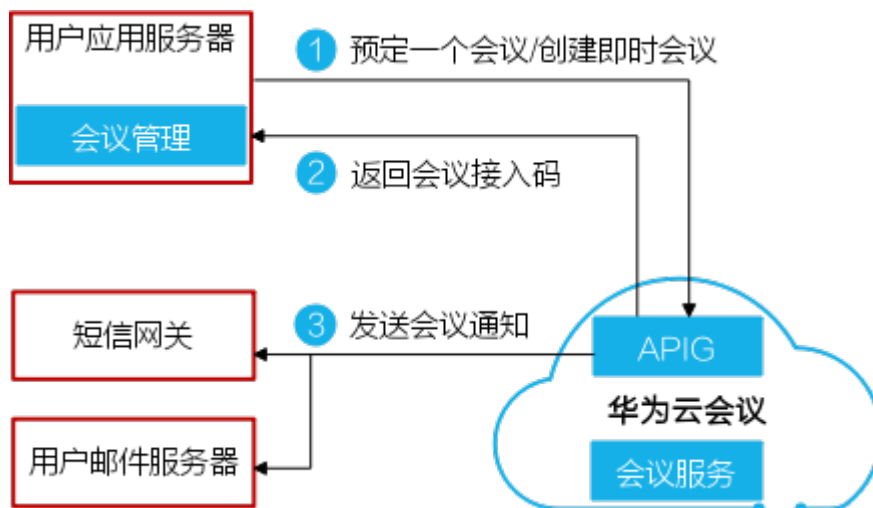 用户应用服务器
会议管理
1 预定一个会议/创建即时会议
2 返回会议接入码
短信网关
3 发送会议通知
用户邮件服务器
APIG
华为云会议
会议服务